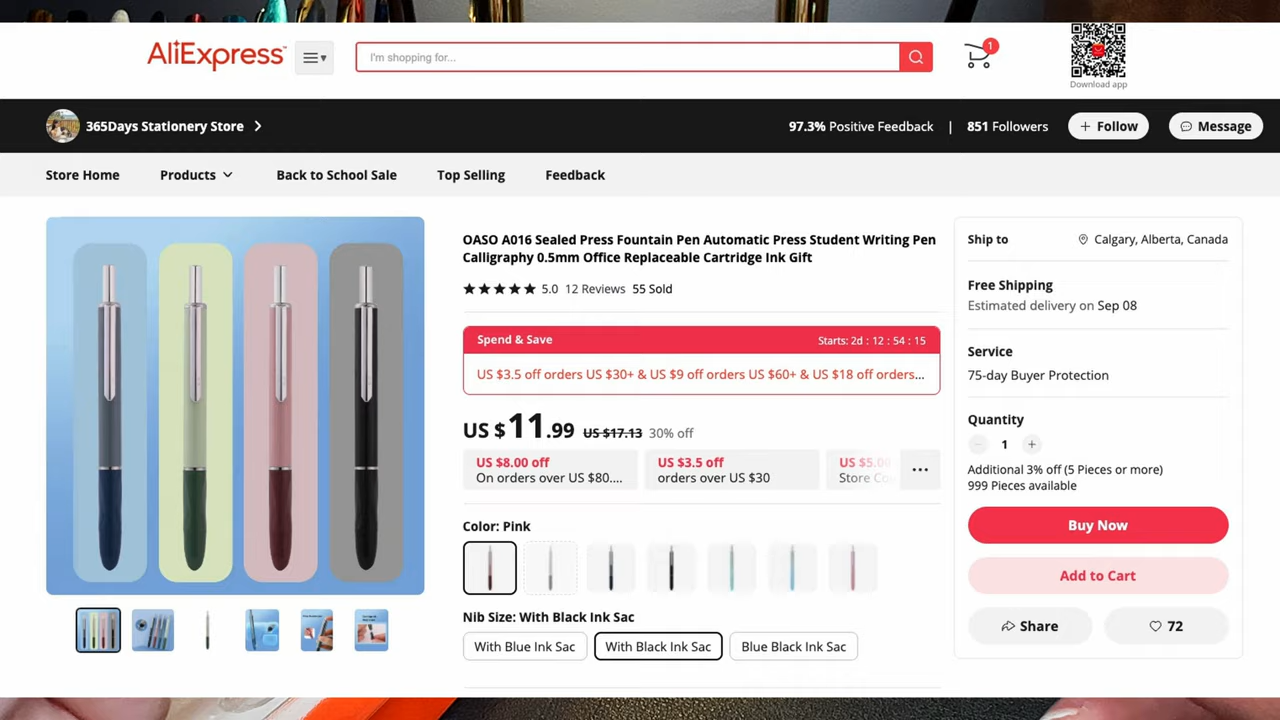 AliExpress™
I'm shopping for...
1
Download app
365Days Stationery Store
97.3% Positive Feedback | 851 Followers
+ Follow
Message
Store Home
Products
Back to School Sale
Top Selling
Feedback
OASO A016 Sealed Press Fountain Pen Automatic Press Student Writing Pen
Calligraphy 0.5mm Office Replaceable Cartridge Ink Gift
5.0 12 Reviews 55 Sold
Spend & Save
Starts: 2d : 12 : 54 : 15
US $3.5 off orders US $30+ & US $9 off orders US $60+ & US $18 off orders...
US $11.99 US $17.13 30% off
US $8.00 off
On orders over US $80....
US $3.5 off
orders over US $30
US $5.00
Store Co
...
Color: Pink
Nib Size: With Black Ink Sac
With Blue Ink Sac
With Black Ink Sac
Blue Black Ink Sac
Ship to
Calgary, Alberta, Canada
Free Shipping
Estimated delivery on Sep 08
Service
75-day Buyer Protection
Quantity
- 1 +
Additional 3% off (5 Pieces or more)
999 Pieces available
Buy Now
Add to Cart
Share
72